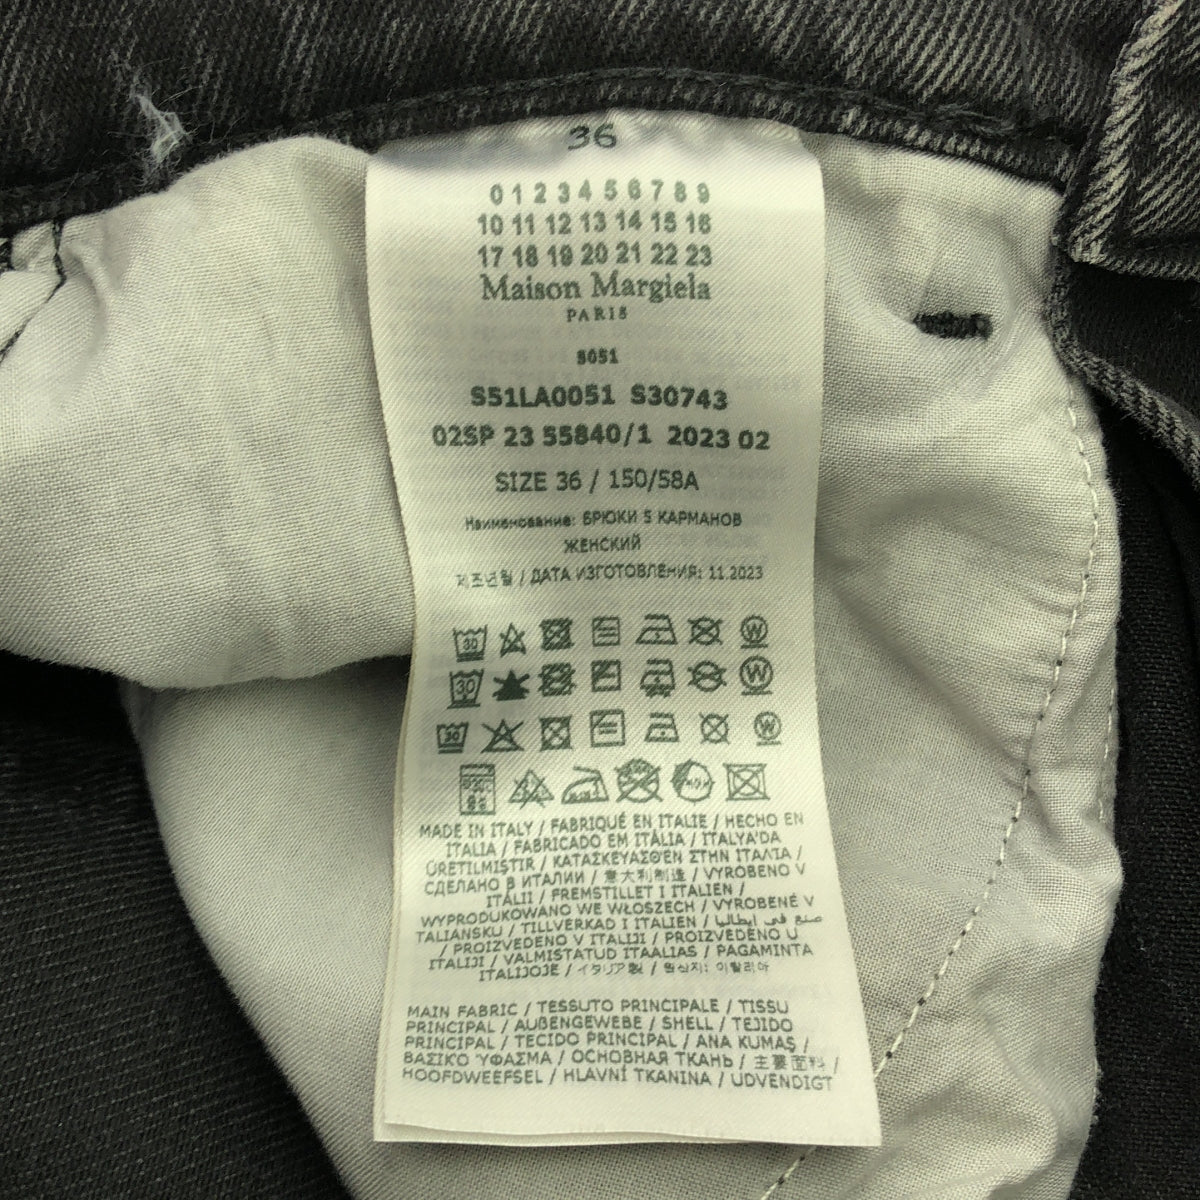 36
0 1 2 3 4 5 6 7 8 9
10 11 12 13 14 15 16
17 18 19 20 21 22 23
Maison Margiela
PARIS
S051
S51LA0051 S30743
02SP 23 55840/1 2023 02
SIZE 36 / 150/58A
Наименование: БРЮКИ 5 КАРМАНОВ
ЖЕНСКИЙ
제조년월 / ДАТА ИЗГОТОВЛЕНИЯ: 11.2023
30 W
30 W
30 W
MADE IN ITALY / FABRIQUÉ EN ITALIE / HECHO EN
ITALIA / FABRICADO EM ITÁLIA / ITALYA'DA
ÜRETILMIŞTIR / ΚΑΤΑΣΚΕΥΑΣΘΕΝ ΣΤΗΝ ΙΤΑΛΙΑ /
СДЕЛАНО В ИТАЛИИ / 意大利制造 / VYROBENO V
ITÁLII / FREMSTILLET I ITALIEN /
WYPRODUKOWANO WE WŁOSZECH / VYROBENÉ V
TALIANSKU / TILLVERKAD I ITALIEN / صنع في ايطاليا
/ PROIZVEDENO V ITALIJI / PROIZVEDENO U
ITALIJI / VALMISTATUD ITAALIAS / PAGAMINTA
ITALIJOJE / イタリア製 / 원산지: 이탈리아
MAIN FABRIC / TESSUTO PRINCIPALE / TISSU
PRINCIPAL / AUßENGEWEBE / SHELL / TEJIDO
PRINCIPAL / TECIDO PRINCIPAL / ANA KUMAŞ /
ΒΑΣΙΚΌ ΎΦΑΣΜΑ / ОСНОВНАЯ ТКАНЬ / 主要面料 /
HOOFDWEEFSEL / HLAVNÍ TKANINA / UDVENDIGT